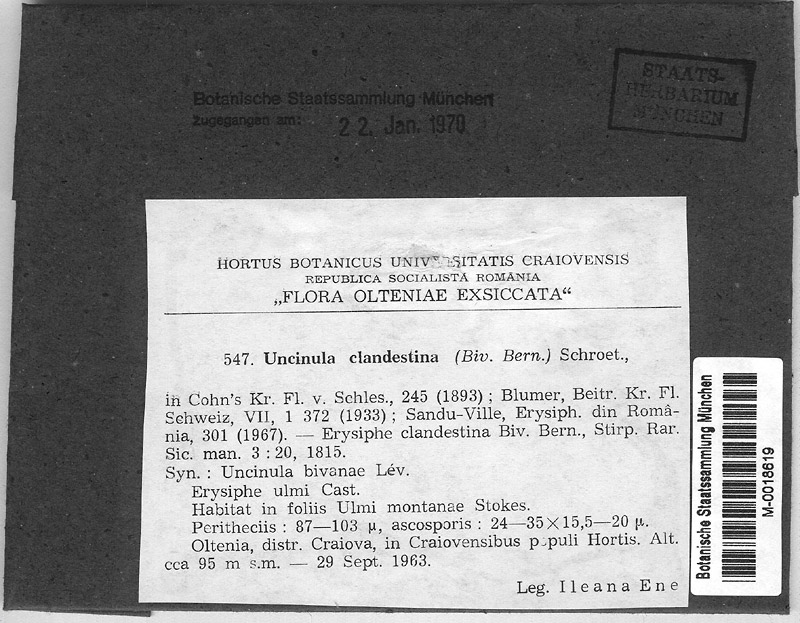 Botanische Staatssammlung München
zugegangen am:
22. Jan. 1970
STAATS-
HERBARIUM
MÜNCHEN
HORTUS BOTANICUS UNIVERSITATIS CRAIOVENSIS
REPUBLICA SOCIALISTĂ ROMÂNIA
„FLORA OLTENIAE EXSICCATA“
547. Uncinula clandestina (Biv. Bern.) Schroet.,
in Cohn's Kr. Fl. v. Schles., 245 (1893) ; Blumer, Beitr. Kr. Fl.
Schweiz, VII, 1 372 (1933) ; Sandu-Ville, Erysiph. din Româ-
nia, 301 (1967). — Erysiphe clandestina Biv. Bern., Stirp. Rar.
Sic. man. 3 : 20, 1815.
Syn. : Uncinula bivanae Lév.
Erysiphe ulmi Cast.
Habitat in foliis Ulmi montanae Stokes.
Peritheciis : 87—103 μ, ascosporis : 24—35×15,5—20 μ.
Oltenia, distr. Craiova, in Craiovensibus populi Hortis. Alt.
cca 95 m s.m. — 29 Sept. 1963.
Leg. Ileana Ene
Botanische Staatssammlung München
M-0018619